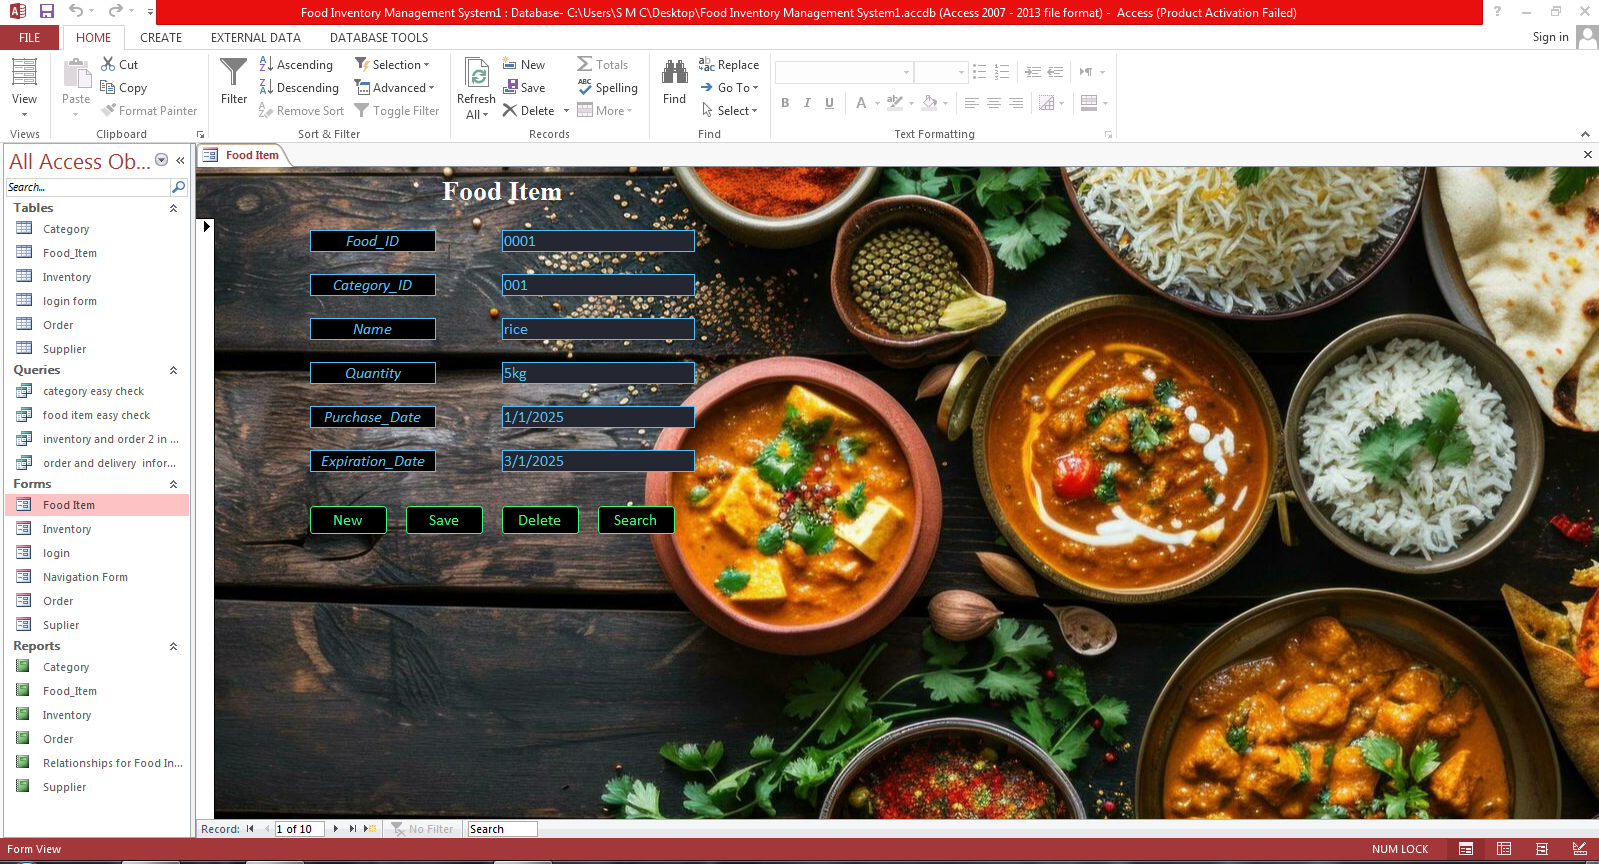 Food Inventory Management System1 : Database- C:\Users\S M C\Desktop\Food Inventory Management System1.accdb (Access 2007 - 2013 file format) - Access (Product Activation Failed)
?
FILE HOME CREATE EXTERNAL DATA DATABASE TOOLS
Sign in
View
Views
Paste
Cut
Copy
Format Painter
Clipboard
Filter
Ascending
Descending
Remove Sort
Selection
Advanced
Toggle Filter
Sort & Filter
Refresh
All
New
Save
Delete
Totals
Spelling
More
Records
Find
Replace
Go To
Select
Find
B I U A
Text Formatting
All Access Ob...
Search...
Tables
Category
Food_Item
Inventory
login form
Order
Supplier
Queries
category easy check
food item easy check
inventory and order 2 in ...
order and delivery infor...
Forms
Food Item
Inventory
login
Navigation Form
Order
Suplier
Reports
Category
Food_Item
Inventory
Order
Relationships for Food In...
Supplier
Food Item
Food Item
Food_ID 0001
Category_ID 001
Name rice
Quantity 5kg
Purchase_Date 1/1/2025
Expiration_Date 3/1/2025
New Save Delete Search
Record: 1 of 10 No Filter Search
Form View
NUM LOCK